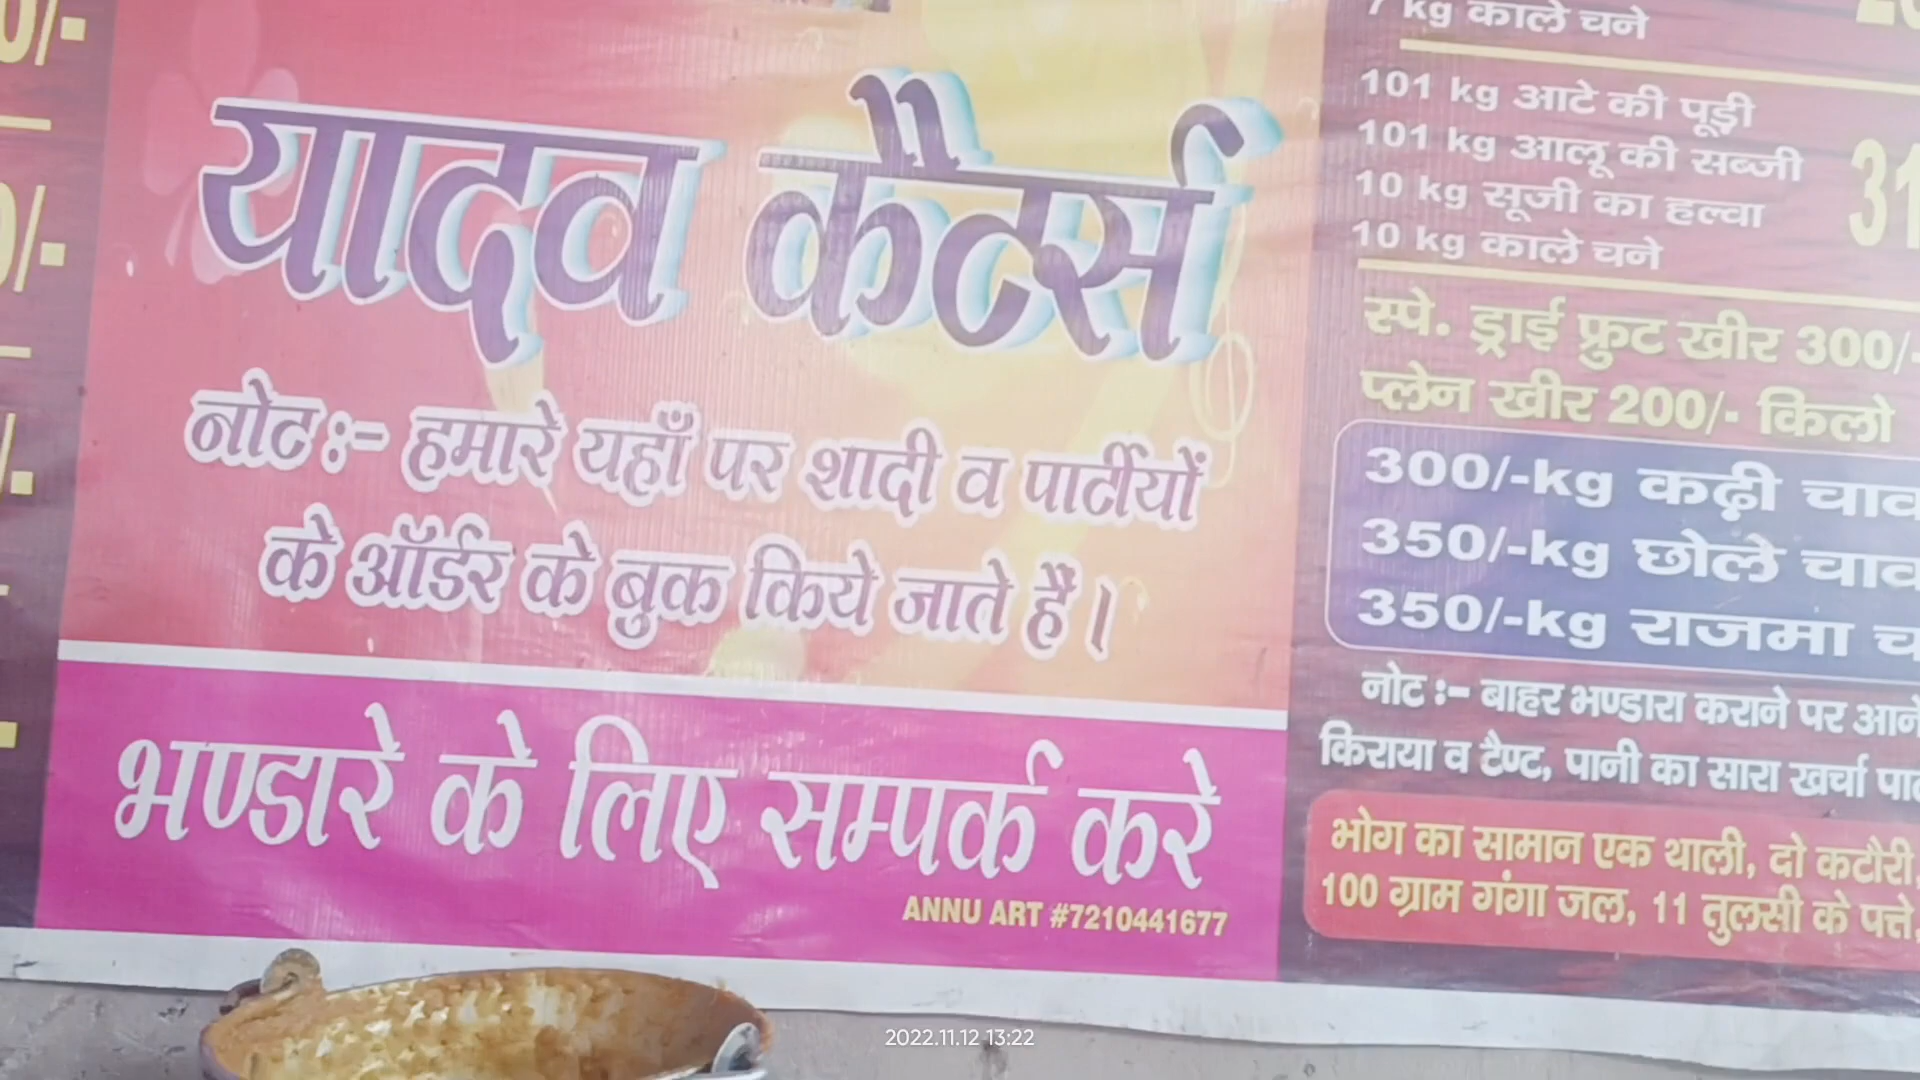 यादव कैटर्स
नोट :- हमारे यहाँ पर शादी व पार्टीयों
के ऑर्डर के बुक किये जाते हैं।
भण्डारे के लिए सम्पर्क करे
ANNU ART #7210441677
7 kg काले चने
101 kg आटे की पूड़ी
101 kg आलू की सब्जी
10 kg सूजी का हल्वा
10 kg काले चने
स्पे. ड्राई फ्रुट खीर 300/-
प्लेन खीर 200/- किलो
300/-kg कढ़ी
350/-kg छोले
350/-kg राजमा
नोट :- बाहर भण्डारा कराने पर
किराया व टैण्ट, पानी का सारा खर्चा
भोग का सामान एक थाली, दो कटौरी,
100 ग्राम गंगा जल, 11 तुलसी के पत्ते,
2022.11.12 13:22